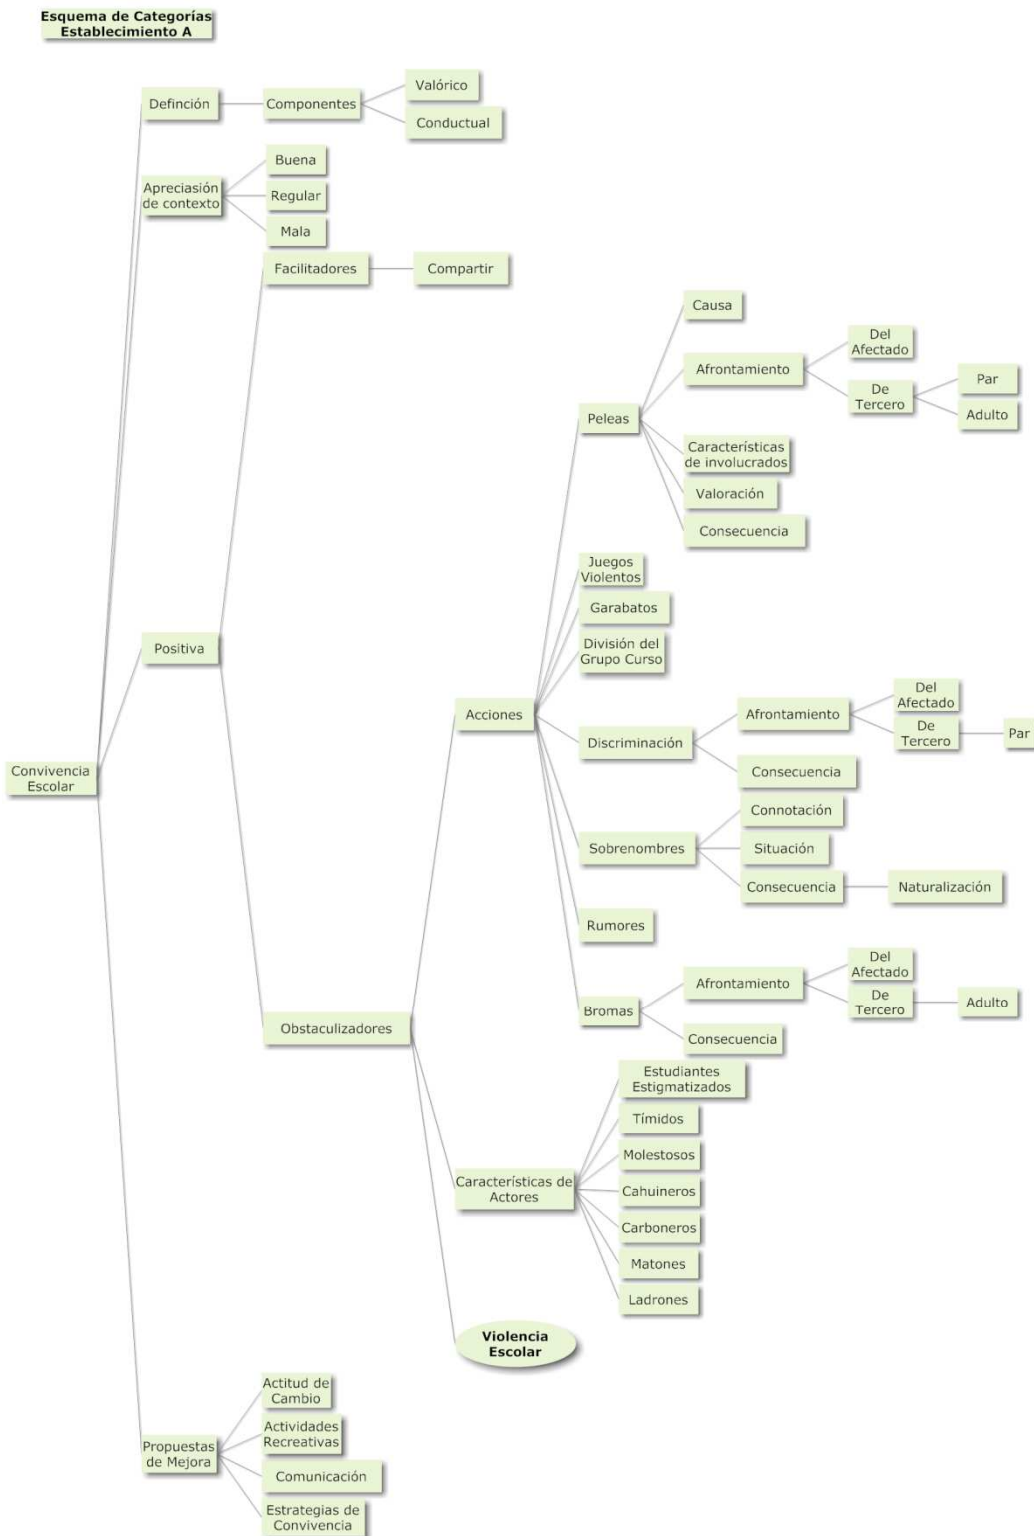 Esquema de Categorías
Establecimiento A
Definción
Componentes
Valórico
Conductual
Apreciasión
de contexto
Buena
Regular
Mala
Facilitadores
Compartir
Causa
Afrontamiento
Del
Afectado
De
Tercero
Par
Adulto
Peleas
Características
de involucrados
Valoración
Consecuencia
Juegos
Violentos
Garabatos
División del
Grupo Curso
Positiva
Acciones
Discriminación
Afrontamiento
Del
Afectado
De
Tercero
Par
Consecuencia
Convivencia
Escolar
Sobrenombres
Connotación
Situación
Consecuencia
Naturalización
Rumores
Bromas
Afrontamiento
Del
Afectado
De
Tercero
Adulto
Consecuencia
Obstaculizadores
Características de
Actores
Estudiantes
Estigmatizados
Tímidos
Molestosos
Cahuineros
Carboneros
Matones
Ladrones
Violencia
Escolar
Propuestas
de Mejora
Actitud de
Cambio
Actividades
Recreativas
Comunicación
Estrategias de
Convivencia